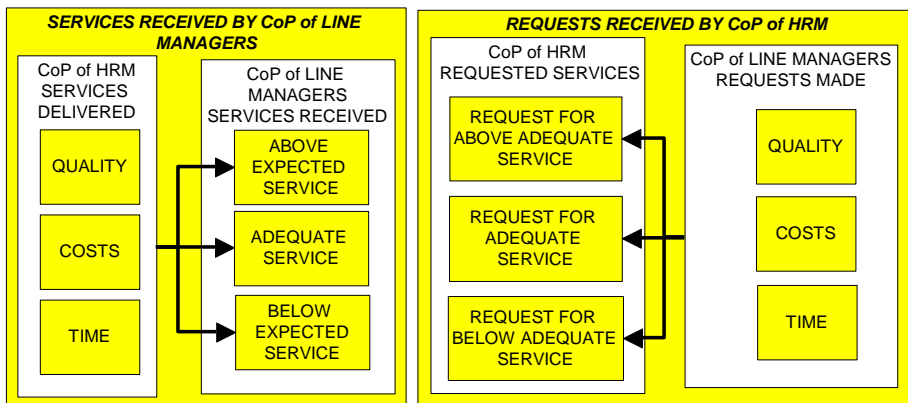 SERVICES RECEIVED BY CoP of LINE
MANAGERS
CoP of HRM
SERVICES
DELIVERED
QUALITY
COSTS
TIME
CoP of LINE
MANAGERS
SERVICES RECEIVED
ABOVE
EXPECTED
SERVICE
ADEQUATE
SERVICE
BELOW
EXPECTED
SERVICE
REQUESTS RECEIVED BY CoP of HRM
CoP of HRM
REQUESTED SERVICES
REQUEST FOR
ABOVE ADEQUATE
SERVICE
REQUEST FOR
ADEQUATE
SERVICE
REQUEST FOR
BELOW ADEQUATE
SERVICE
CoP of LINE MANAGERS
REQUESTS MADE
QUALITY
COSTS
TIME